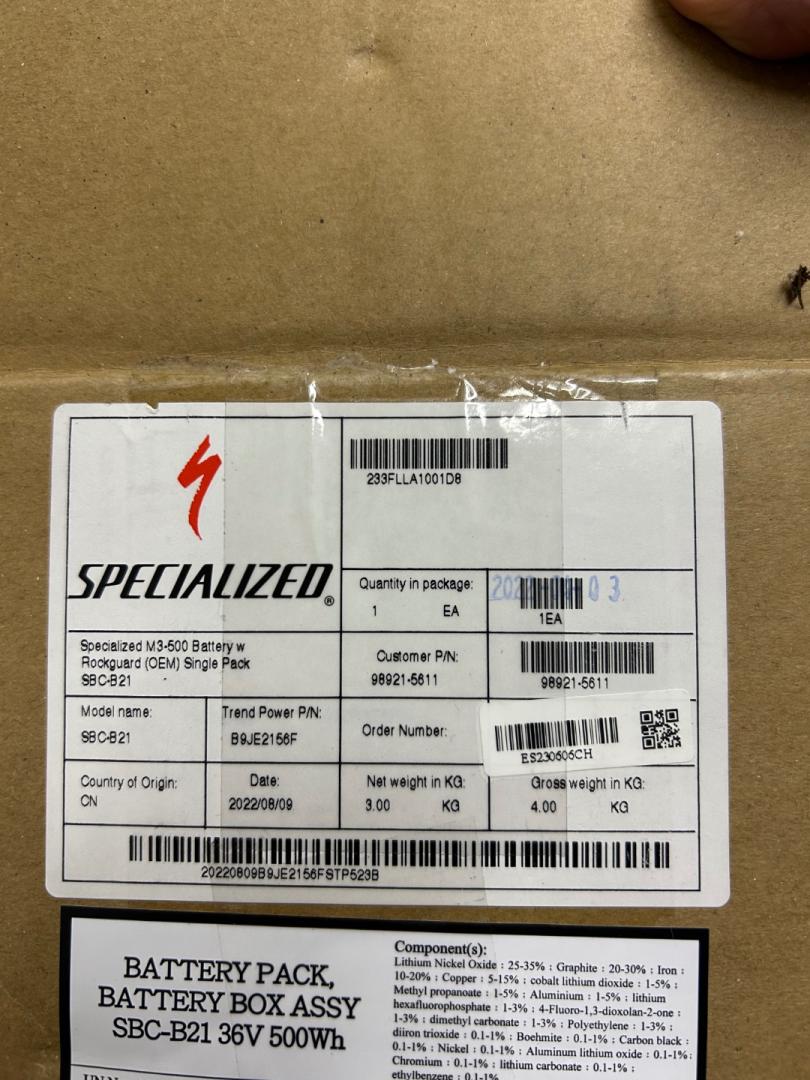 SPECIALIZED®
233FLLA1001D8
Quantity in package:
1 EA
1EA
Specialized M3-500 Battery w
Rockguard (OEM) Single Pack
SBC-B21 -
Customer P/N:
98921-5611
98921-5611
Model name:
SBC-B21
Trend Power P/N:
B9JE2156F
Order Number:
ES230606CH
Country of Origin:
CN
Date:
2022/08/09
Net weight in KG:
3.00 KG
Gross weight in KG:
4.00 KG
20220809B9JE2156FSTP523B
BATTERY PACK,
BATTERY BOX ASSY
SBC-B21 36V 500Wh
Component(s):
Lithium Nickel Oxide : 25-35% ; Graphite : 20-30% ; Iron :
10-20% ; Copper : 5-15% ; cobalt lithium dioxide : 1-5% ;
Methyl propanoate : 1-5% ; Aluminium : 1-5% ; lithium
hexafluorophosphate : 1-3% ; 4-Fluoro-1,3-dioxolan-2-one :
1-3% ; dimethyl carbonate : 1-3% ; Polyethylene : 1-3% ;
diiron trioxide : 0.1-1% ; Boehmite : 0.1-1% ; Carbon black :
0.1-1% ; Nickel : 0.1-1% ; Aluminum lithium oxide : 0.1-1% ;
Chromium : 0.1-1% ; lithium carbonate : 0.1-1% ;
ethylbenzene : 0.1-1%